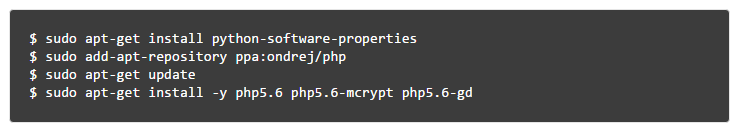 $ sudo apt-get install python-software-properties
$ sudo add-apt-repository ppa:ondrej/php
$ sudo apt-get update
$ sudo apt-get install -y php5.6 php5.6-mcrypt php5.6-gd